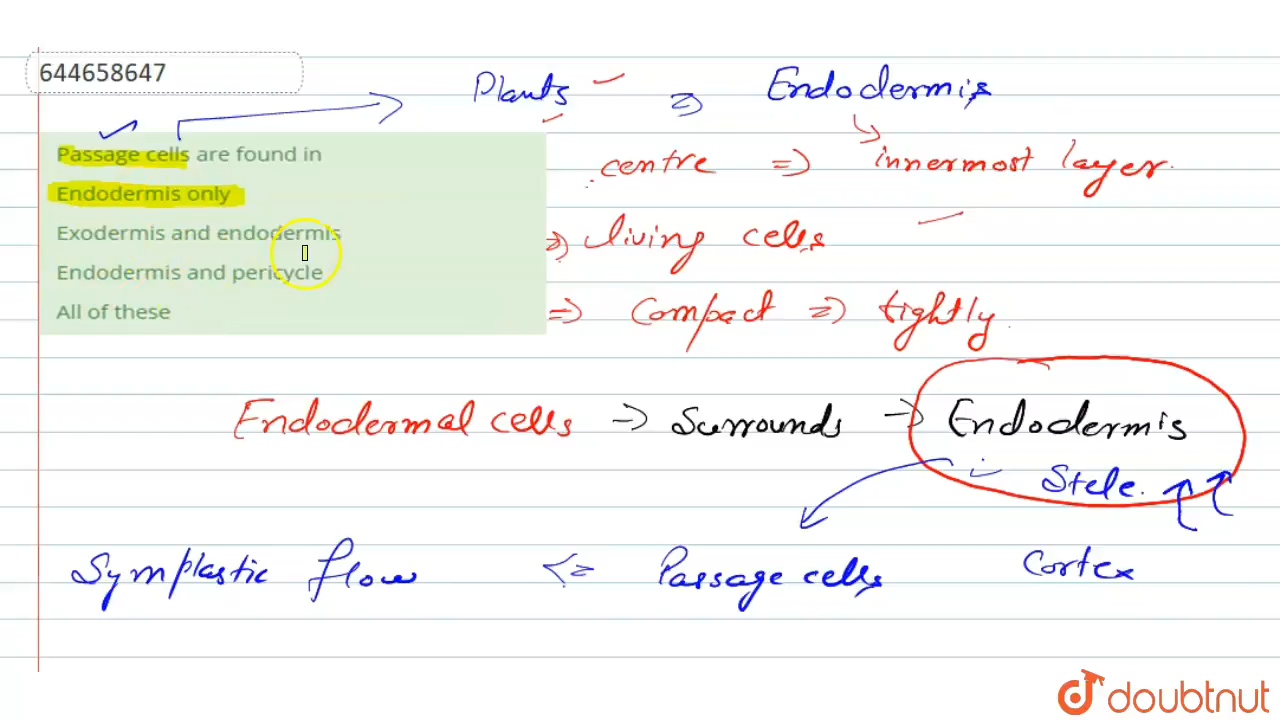 644658647
Plants ⇒ Endodermis
Passage cells are found in
Endodermis only
Exodermis and endodermis
Endodermis and pericycle
All of these
centre ⇒ innermost layer.
⇒ living cells
⇒ Compact ⇒ tightly.
Endodermal cells ⇒ Surrounds ⇒ Endodermis
Stele.
Symplastic flow <= Passage cells Cortex
doubtnut